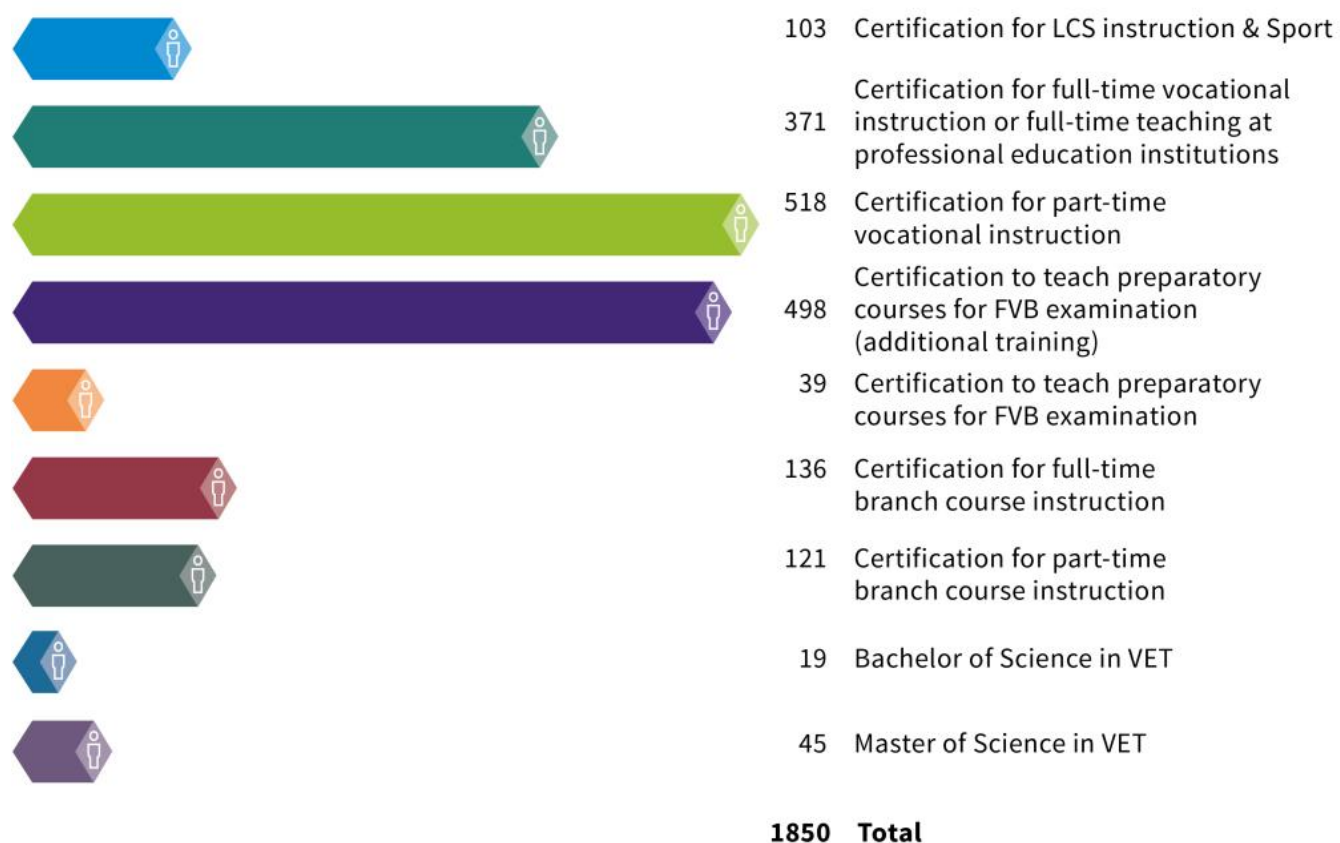 103 Certification for LCS instruction & Sport
Certification for full-time vocational
371 instruction or full-time teaching at
professional education institutions
518 Certification for part-time
vocational instruction
Certification to teach preparatory
498 courses for FVB examination
(additional training)
39 Certification to teach preparatory
courses for FVB examination
136 Certification for full-time
branch course instruction
121 Certification for part-time
branch course instruction
19 Bachelor of Science in VET
45 Master of Science in VET
1850 Total